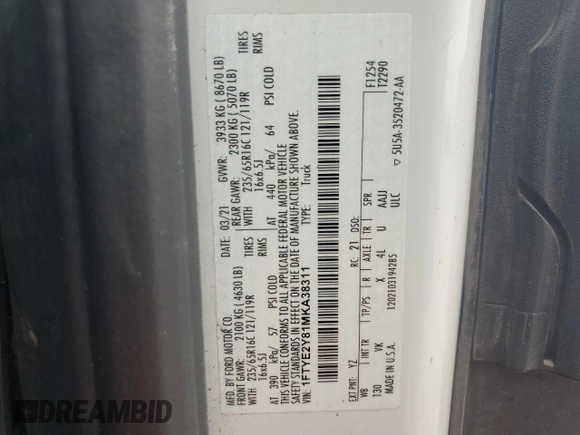 MFD. BY FORD MOTOR CO.
DATE: 03/21 GVWR: 3933 KG ( 8670 LB)
FRONT GAWR: 2100 KG ( 4630 LB)
REAR GAWR: 2300 KG ( 5070 LB)
WITH 235/65R16C 121/119R TIRES
WITH 235/65R16C 121/119R TIRES
16x6.5J RIMS
16x6.5J RIMS
AT 390 kPa/ 57 PSI COLD
AT 440 kPa/ 64 PSI COLD
THIS VEHICLE CONFORMS TO ALL APPLICABLE FEDERAL MOTOR VEHICLE
SAFETY STANDARDS IN EFFECT ON THE DATE OF MANUFACTURE SHOWN ABOVE.
VIN: 1FTYE2Y81MKA38311
TYPE: Truck
EXT PNT: YZ RC: 21 DSO: F1254
T2290
WB INT TR TP/PS R AXLE TR SPR
130 VK X 4L U AAJJ
MADE IN U.S.A. 1202103194285 ULC
▽ 5U5A-3520472-AA
DREAMBID